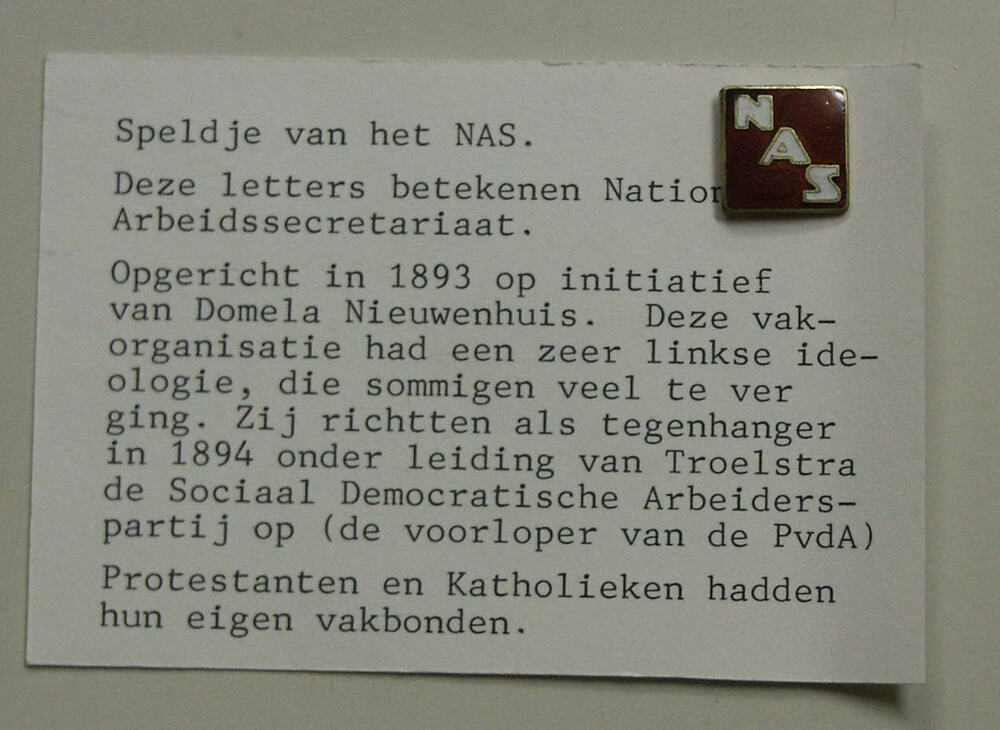 Speldje van het NAS.
Deze letters betekenen
Arbeidssecretariaat.
Opgericht in 1893 op initiatief
van Domela Nieuwenhuis. Deze vak-
organisatie had een zeer linkse ide-
ologie, die sommigen veel te ver
ging. Zij richtten als tegenhanger
in 1894 onder leiding van Troelstra
de Sociaal Democratische Arbeiders-
partij op (de voorloper van de PvdA)
Protestanten en Katholieken hadden
hun eigen vakbonden.
NAS